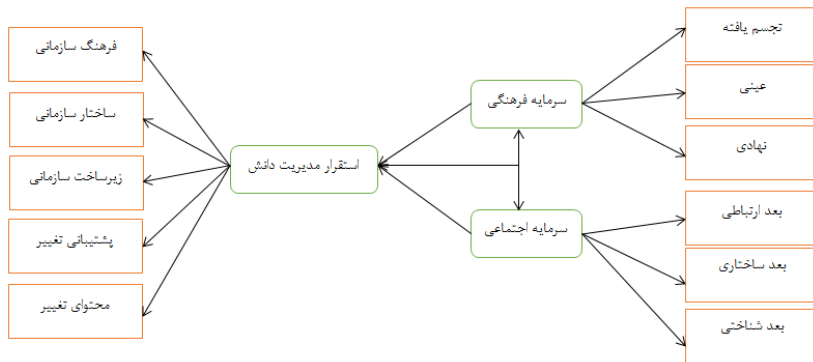 تجسم یافته
عینی
نهادی
بعد ارتباطی
بعد ساختاری
بعد شناختی
سرمایه فرهنگی
سرمایه اجتماعی
استقرار مدیریت دانش
فرهنگ سازمانی
ساختار سازمانی
زیرساخت سازمانی
پشتیبانی تغییر
محتوای تغییر